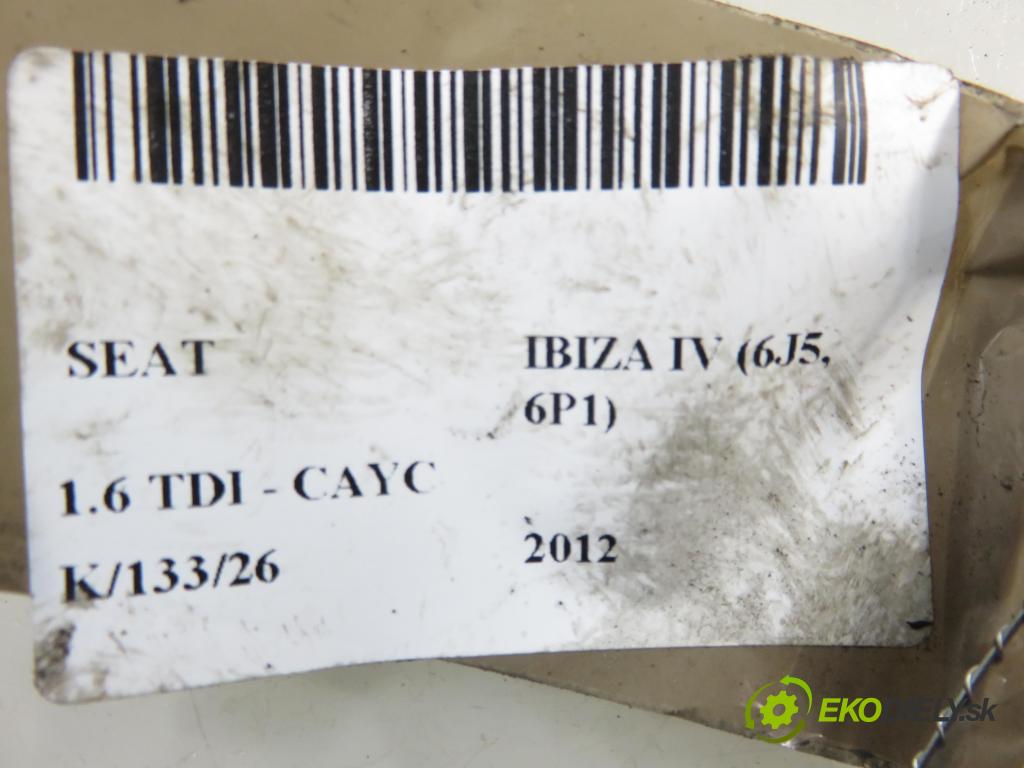 SEAT
IBIZA IV (6J5,
6P1)
1.6 TDI - CAYC
K/133/26
2012
EKODIELY.sk